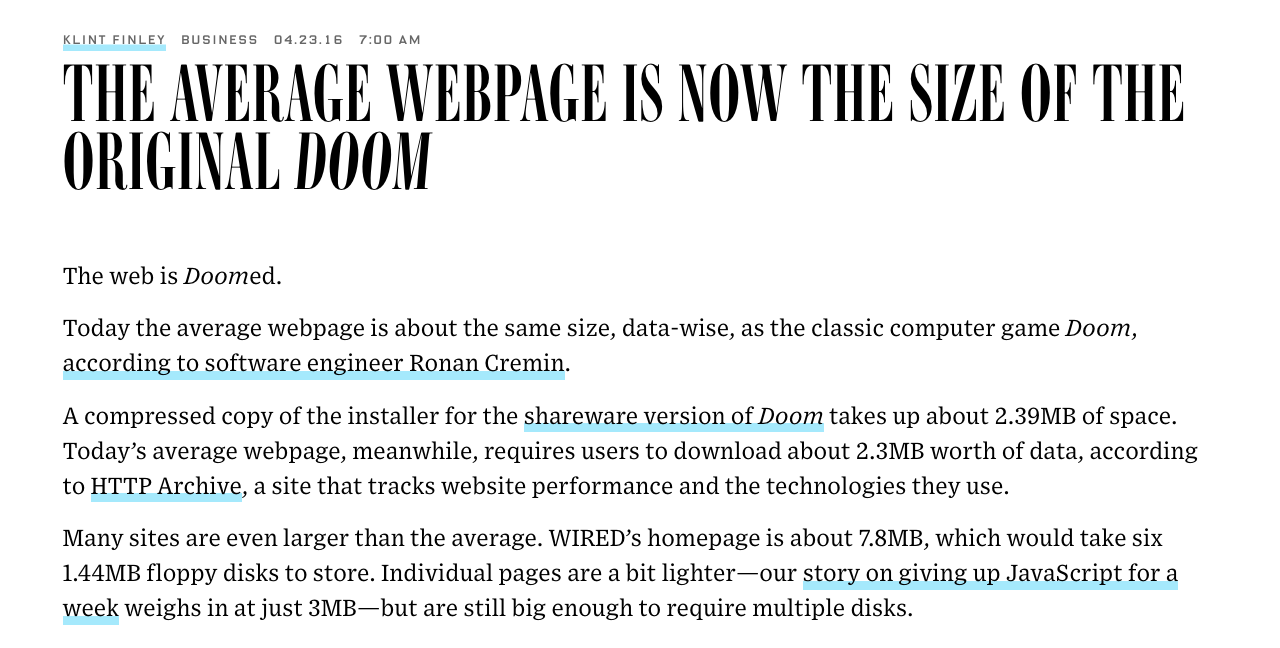 KLINT FINLEY BUSINESS 04.23.16 7:00 AM
THE AVERAGE WEBPAGE IS NOW THE SIZE OF THE
ORIGINAL DOOM
The web is Doomed.
Today the average webpage is about the same size, data-wise, as the classic computer game Doom,
according to software engineer Ronan Cremin.
A compressed copy of the installer for the shareware version of Doom takes up about 2.39MB of space.
Today’s average webpage, meanwhile, requires users to download about 2.3MB worth of data, according
to HTTP Archive, a site that tracks website performance and the technologies they use.
Many sites are even larger than the average. WIRED’s homepage is about 7.8MB, which would take six
1.44MB floppy disks to store. Individual pages are a bit lighter—our story on giving up JavaScript for a
week weighs in at just 3MB—but are still big enough to require multiple disks.